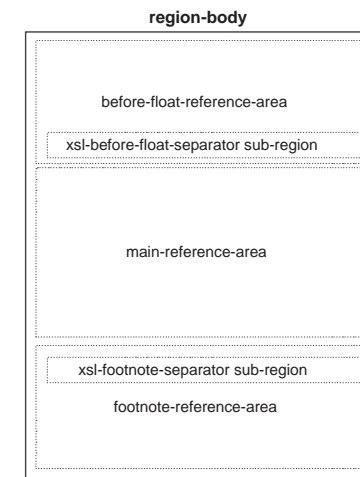 region-body
before-float-reference-area
xsl-before-float-separator sub-region
main-reference-area
xsl-footnote-separator sub-region
footnote-reference-area